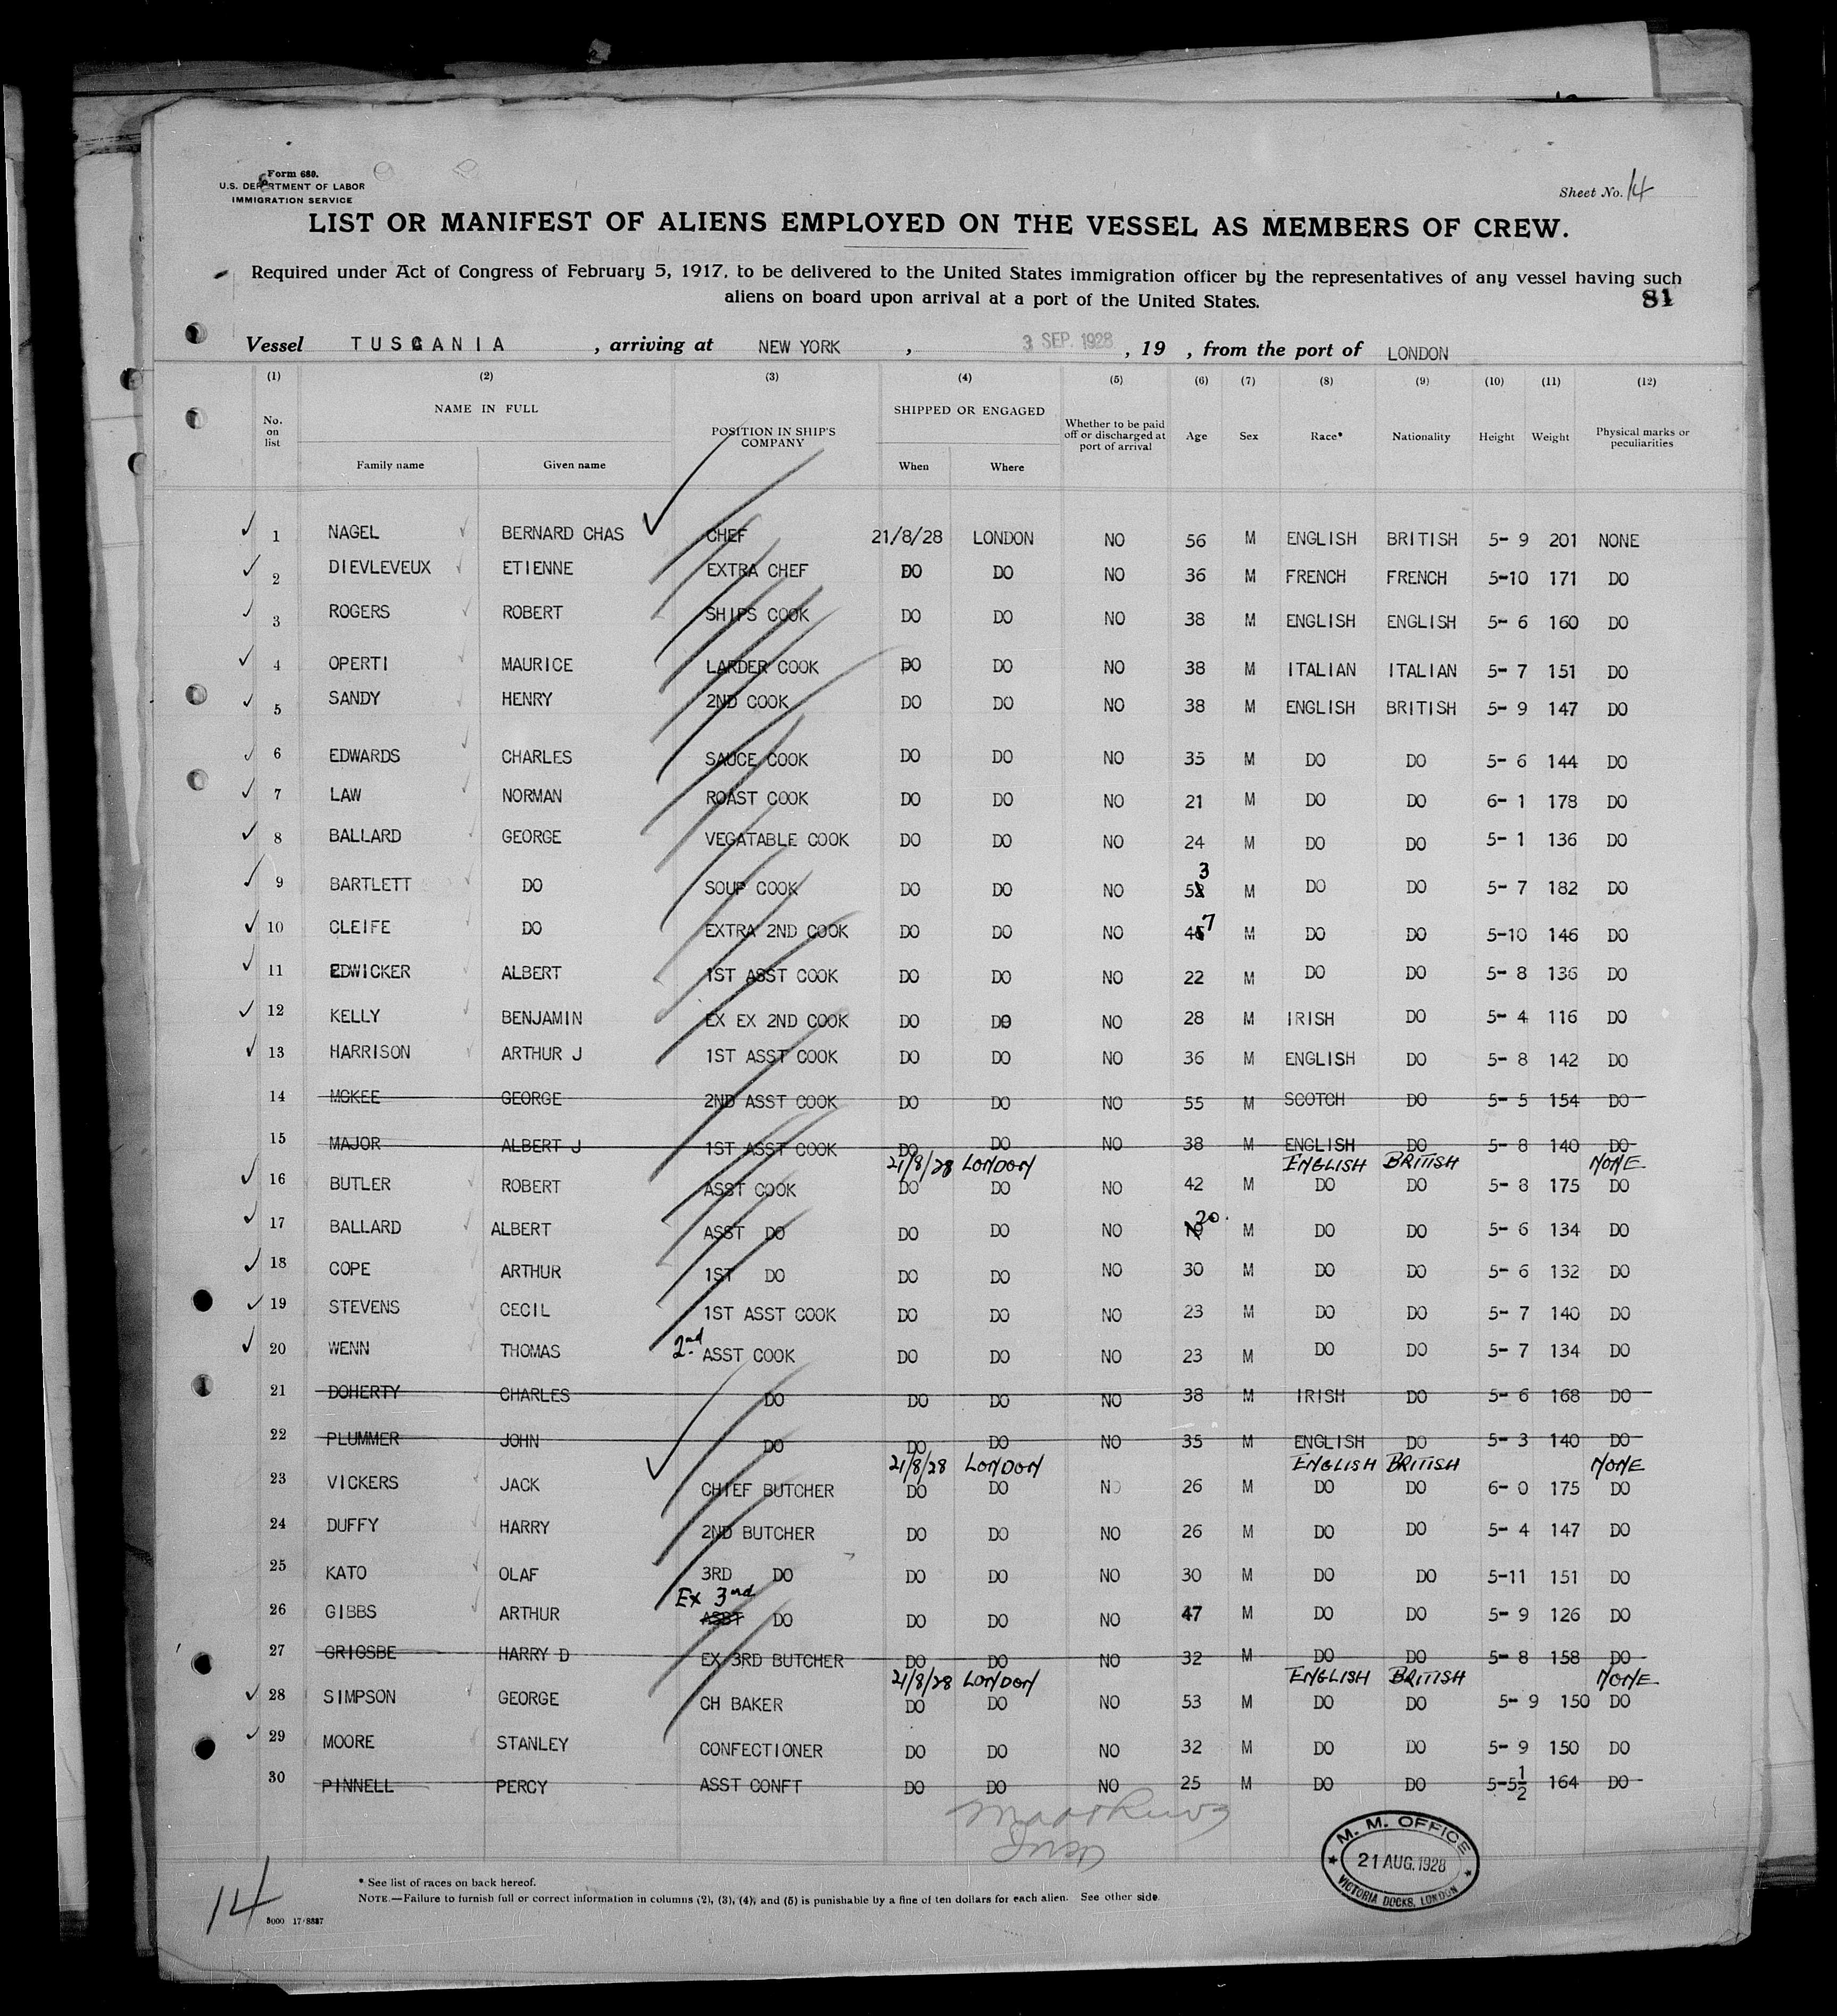 Form 680.
U.S. DEPARTMENT OF LABOR
IMMIGRATION SERVICE
Sheet No. 14
LIST OR MANIFEST OF ALIENS EMPLOYED ON THE VESSEL AS MEMBERS OF CREW.
Required under Act of Congress of February 5, 1917, to be delivered to the United States immigration officer by the representatives of any vessel having such
aliens on board upon arrival at a port of the United States.
81
Vessel TUSCANIA , arriving at NEW YORK , 3 SEP. 1928 , 19 , from the port of LONDON
(1) (2) (3) (4) (5) (6) (7) (8) (9) (10) (11) (12)
No. on list NAME IN FULL POSITION IN SHIP'S COMPANY SHIPPED OR ENGAGED Whether to be paid off or discharged at port of arrival Age Sex Race* Nationality Height Weight Physical marks or peculiarities
Family name Given name When Where
1 NAGEL BERNARD CHAS CHEF 21/8/28 LONDON NO 56 M ENGLISH BRITISH 5- 9 201 NONE
2 DIEVLEVEUX ETIENNE EXTRA CHEF DO DO NO 36 M FRENCH FRENCH 5-10 171 DO
3 ROGERS ROBERT SHIPS COOK DO DO NO 38 M ENGLISH ENGLISH 5- 6 160 DO
4 OPERTI MAURICE LARDER COOK DO DO NO 38 M ITALIAN ITALIAN 5- 7 151 DO
5 SANDY HENRY 2ND COOK DO DO NO 38 M ENGLISH BRITISH 5- 9 147 DO
6 EDWARDS CHARLES SAUCE COOK DO DO NO 35 M DO DO 5- 6 144 DO
7 LAW NORMAN ROAST COOK DO DO NO 21 M DO DO 6- 1 178 DO
8 BALLARD GEORGE VEGATABLE COOK DO DO NO 24 M DO DO 5- 1 136 DO
9 BARTLETT DO SOUP COOK DO DO NO 53 M DO DO 5- 7 182 DO
10 CLEIFE DO EXTRA 2ND COOK DO DO NO 47 M DO DO 5-10 146 DO
11 EDWICKER ALBERT 1ST ASST COOK DO DO NO 22 M DO DO 5- 8 136 DO
12 KELLY BENJAMIN EX EX 2ND COOK DO DO NO 28 M IRISH DO 5- 4 116 DO
13 HARRISON ARTHUR J 1ST ASST COOK DO DO NO 36 M ENGLISH DO 5- 8 142 DO
14 MCKEE GEORGE 2ND ASST COOK DO DO NO 55 M SCOTCH DO 5- 5 154 DO
15 MAJOR ALBERT J 1ST ASST COOK DO DO NO 38 M ENGLISH DO 5- 8 140 DO
21/8/28 LONDON ENGLISH BRITISH NONE
16 BUTLER ROBERT ASST COOK DO DO NO 42 M DO DO 5- 8 175 DO
17 BALLARD ALBERT ASST DO DO DO NO 19 20 M DO DO 5- 6 134 DO
18 COPE ARTHUR 1ST DO DO DO NO 30 M DO DO 5- 6 132 DO
19 STEVENS CECIL 1ST ASST COOK DO DO NO 23 M DO DO 5- 7 140 DO
20 WENN THOMAS 2nd ASST COOK DO DO NO 23 M DO DO 5- 7 134 DO
21 DOHERTY CHARLES DO DO DO NO 38 M IRISH DO 5- 6 168 DO
22 PLUMMER JOHN DO DO DO NO 35 M ENGLISH DO 5- 3 140 DO
21/8/28 LONDON ENGLISH BRITISH NONE
23 VICKERS JACK CHIEF BUTCHER DO DO NO 26 M DO DO 6- 0 175 DO
24 DUFFY HARRY 2ND BUTCHER DO DO NO 26 M DO DO 5- 4 147 DO
25 KATO OLAF 3RD DO DO DO NO 30 M DO DO 5-11 151 DO
Ex 3rd
26 GIBBS ARTHUR ASST DO DO DO NO 47 M DO DO 5- 9 126 DO
27 GRIGSBE HARRY D EX 3RD BUTCHER DO DO NO 32 M DO DO 5- 8 158 DO
21/8/28 LONDON ENGLISH BRITISH NONE
28 SIMPSON GEORGE CH BAKER DO DO NO 53 M DO DO 5- 9 150 DO
29 MOORE STANLEY CONFECTIONER DO DO NO 32 M DO DO 5- 9 150 DO
30 PINNELL PERCY ASST CONFT DO DO NO 25 M DO DO 5-5½ 164 DO
M. M. OFFICE
21 AUG. 1928
VICTORIA DOCKS, LONDON
* See list of races on back hereof.
NOTE.—Failure to furnish full or correct information in columns (2), (3), (4), and (5) is punishable by a fine of ten dollars for each alien. See other side.
14